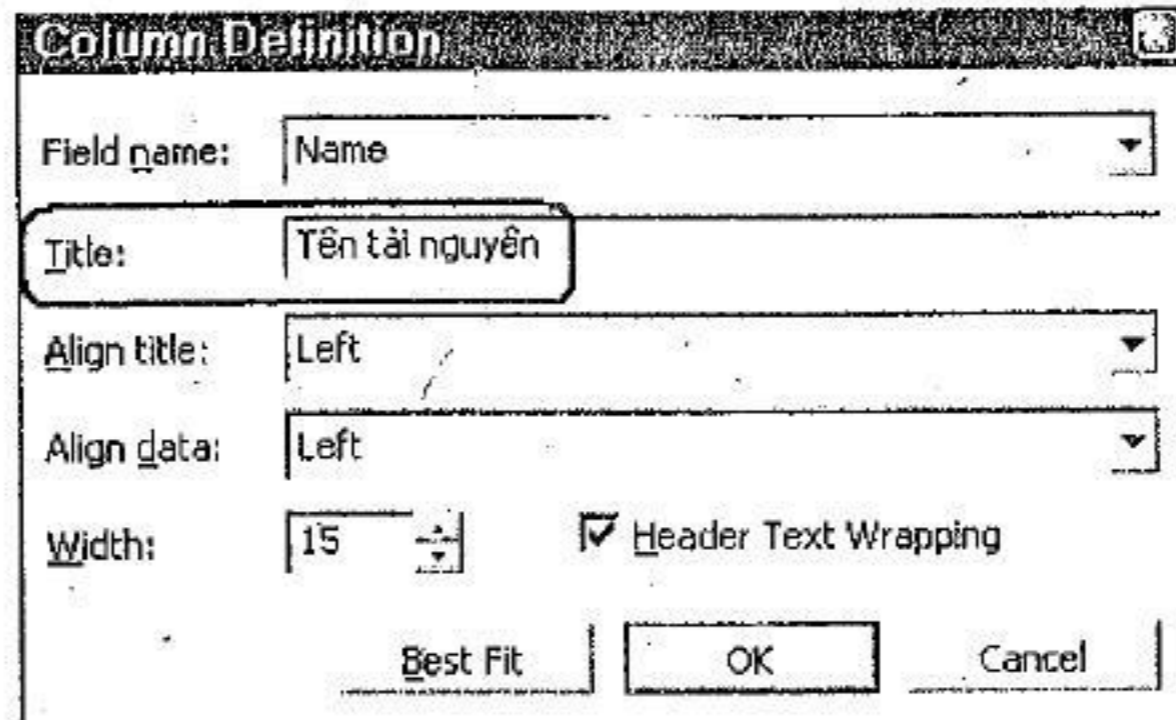 Column Definition
Field name: Name
Title: Tên tài nguyên
Align title: Left
Align data: Left
Width: 15 Header Text Wrapping
Best Fit OK Cancel